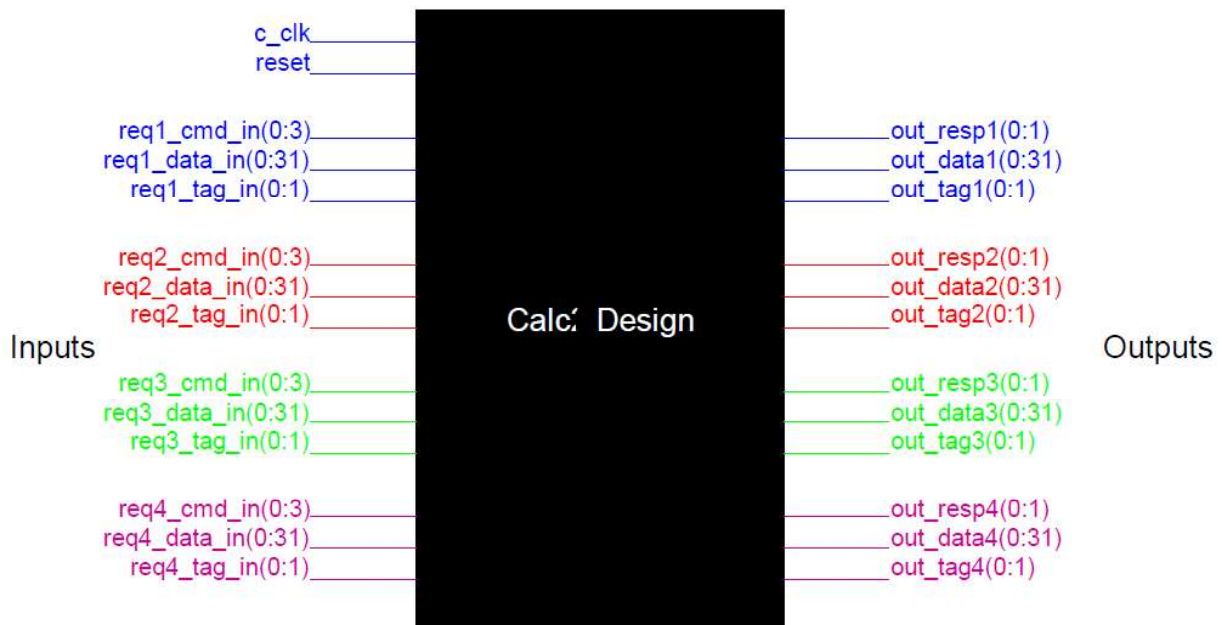 c_clk
reset
req1_cmd_in(0:3)
out_resp1(0:1)
req1_data_in(0:31)
out_data1(0:31)
req1_tag_in(0:1)
out_tag1(0:1)
req2_cmd_in(0:3)
out_resp2(0:1)
req2_data_in(0:31)
out_data2(0:31)
req2_tag_in(0:1)
out_tag2(0:1)
Calc2 Design
Inputs
Outputs
req3_cmd_in(0:3)
out_resp3(0:1)
req3_data_in(0:31)
out_data3(0:31)
req3_tag_in(0:1)
out_tag3(0:1)
req4_cmd_in(0:3)
out_resp4(0:1)
req4_data_in(0:31)
out_data4(0:31)
req4_tag_in(0:1)
out_tag4(0:1)